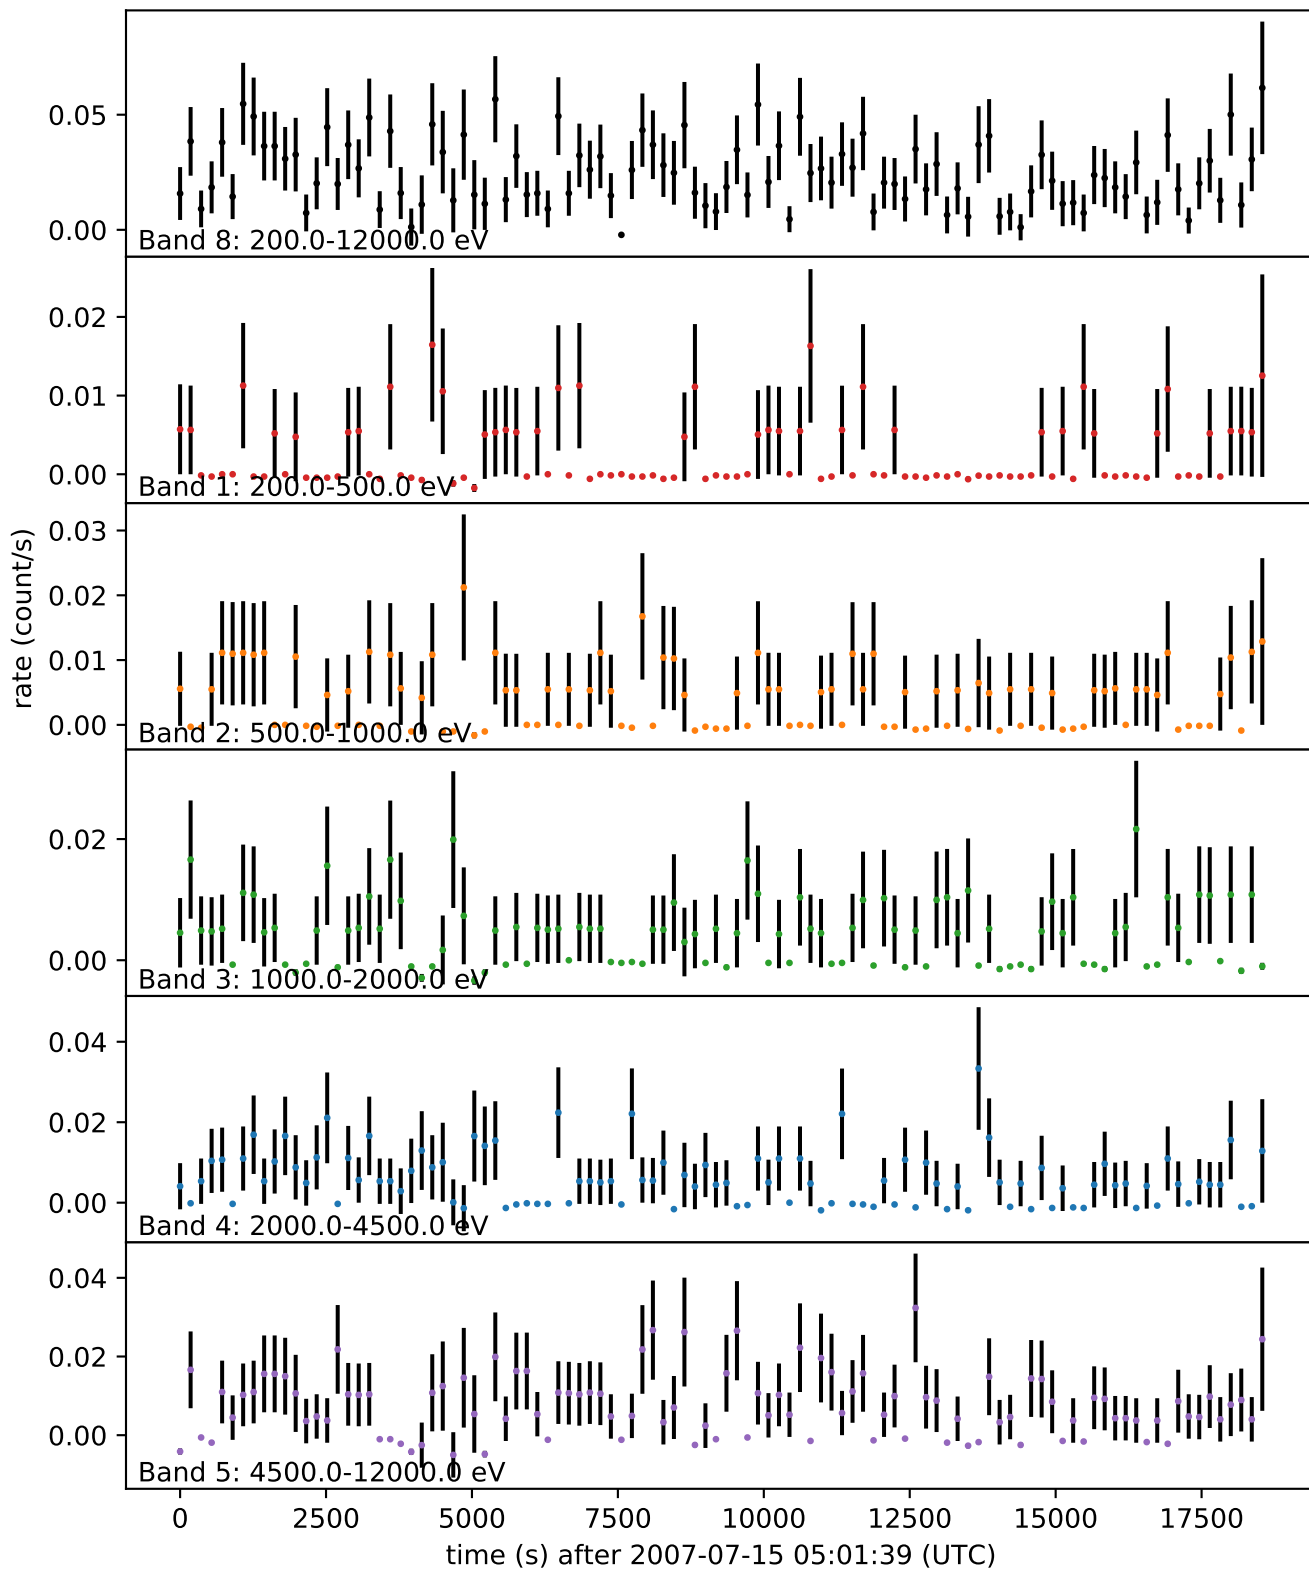 0.05
0.00
Band 8: 200.0-12000.0 eV
0.02
0.01
0.00
Band 1: 200.0-500.0 eV
rate (count/s)
0.03
0.02
0.01
0.00
Band 2: 500.0-1000.0 eV
0.02
0.00
Band 3: 1000.0-2000.0 eV
0.04
0.02
0.00
Band 4: 2000.0-4500.0 eV
0.04
0.02
0.00
Band 5: 4500.0-12000.0 eV
0 2500 5000 7500 10000 12500 15000 17500
time (s) after 2007-07-15 05:01:39 (UTC)